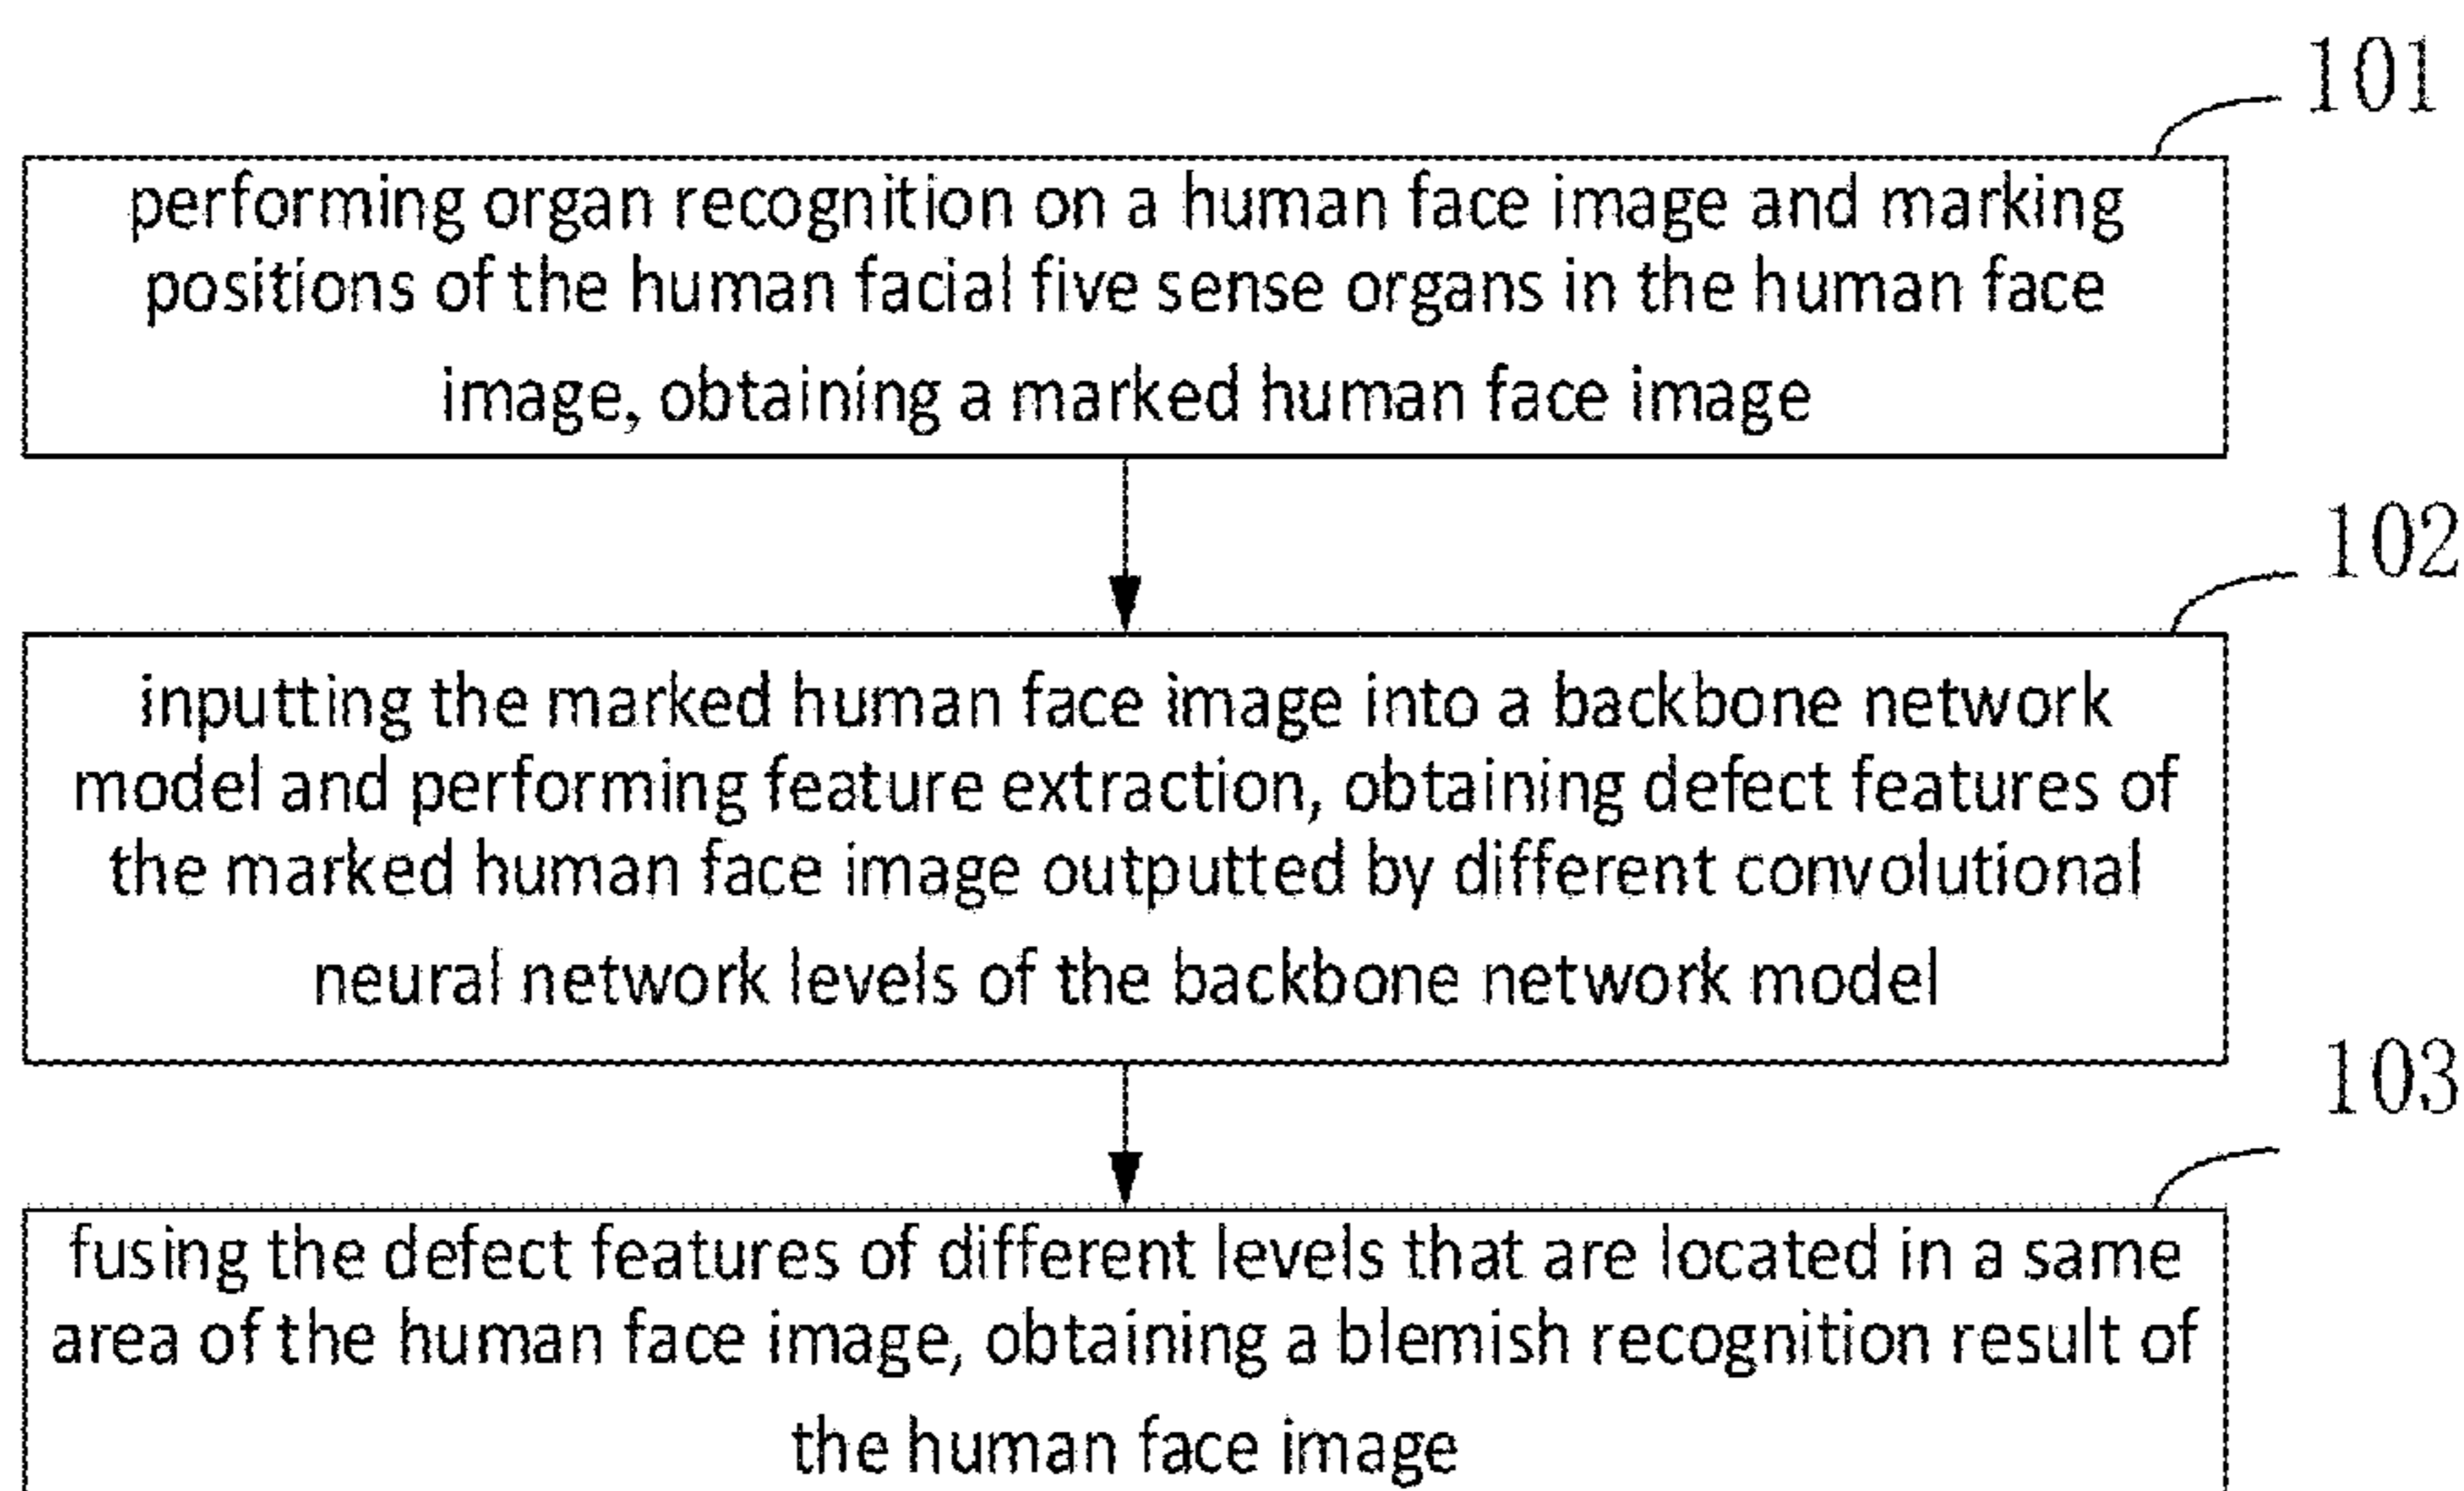 101
performing organ recognition on a human face image and marking
positions of the human facial five sense organs in the human face
image, obtaining a marked human face image
102
inputting the marked human face image into a backbone network
model and performing feature extraction, obtaining defect features of
the marked human face image outputted by different convolutional
neural network levels of the backbone network model
103
fusing the defect features of different levels that are located in a same
area of the human face image, obtaining a blemish recognition result of
the human face image